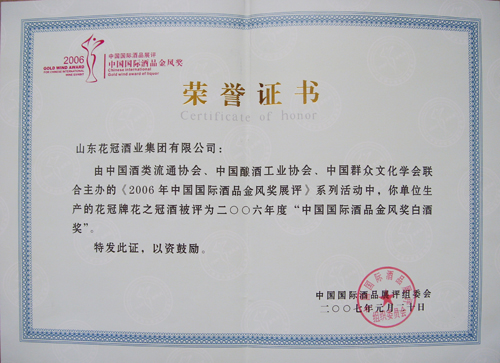 2006
GOLD WIND AWARD
中国国际酒品展评
中国国际酒品金风奖
Chinese international
Gold wind award of liquor
荣誉证书
Certificate of honor
山东花冠酒业集团有限公司：
由中国酒类流通协会、中国酿酒工业协会、中国群众文化学会联
合主办的《2006年中国国际酒品金风奖展评》系列活动中，你单位生
产的花冠牌花之冠酒被评为二〇〇六年度“中国国际酒品金风奖白酒
奖”。
特发此证，以资鼓励。
中国国际酒品展评组委会
二〇〇七年元月二十日